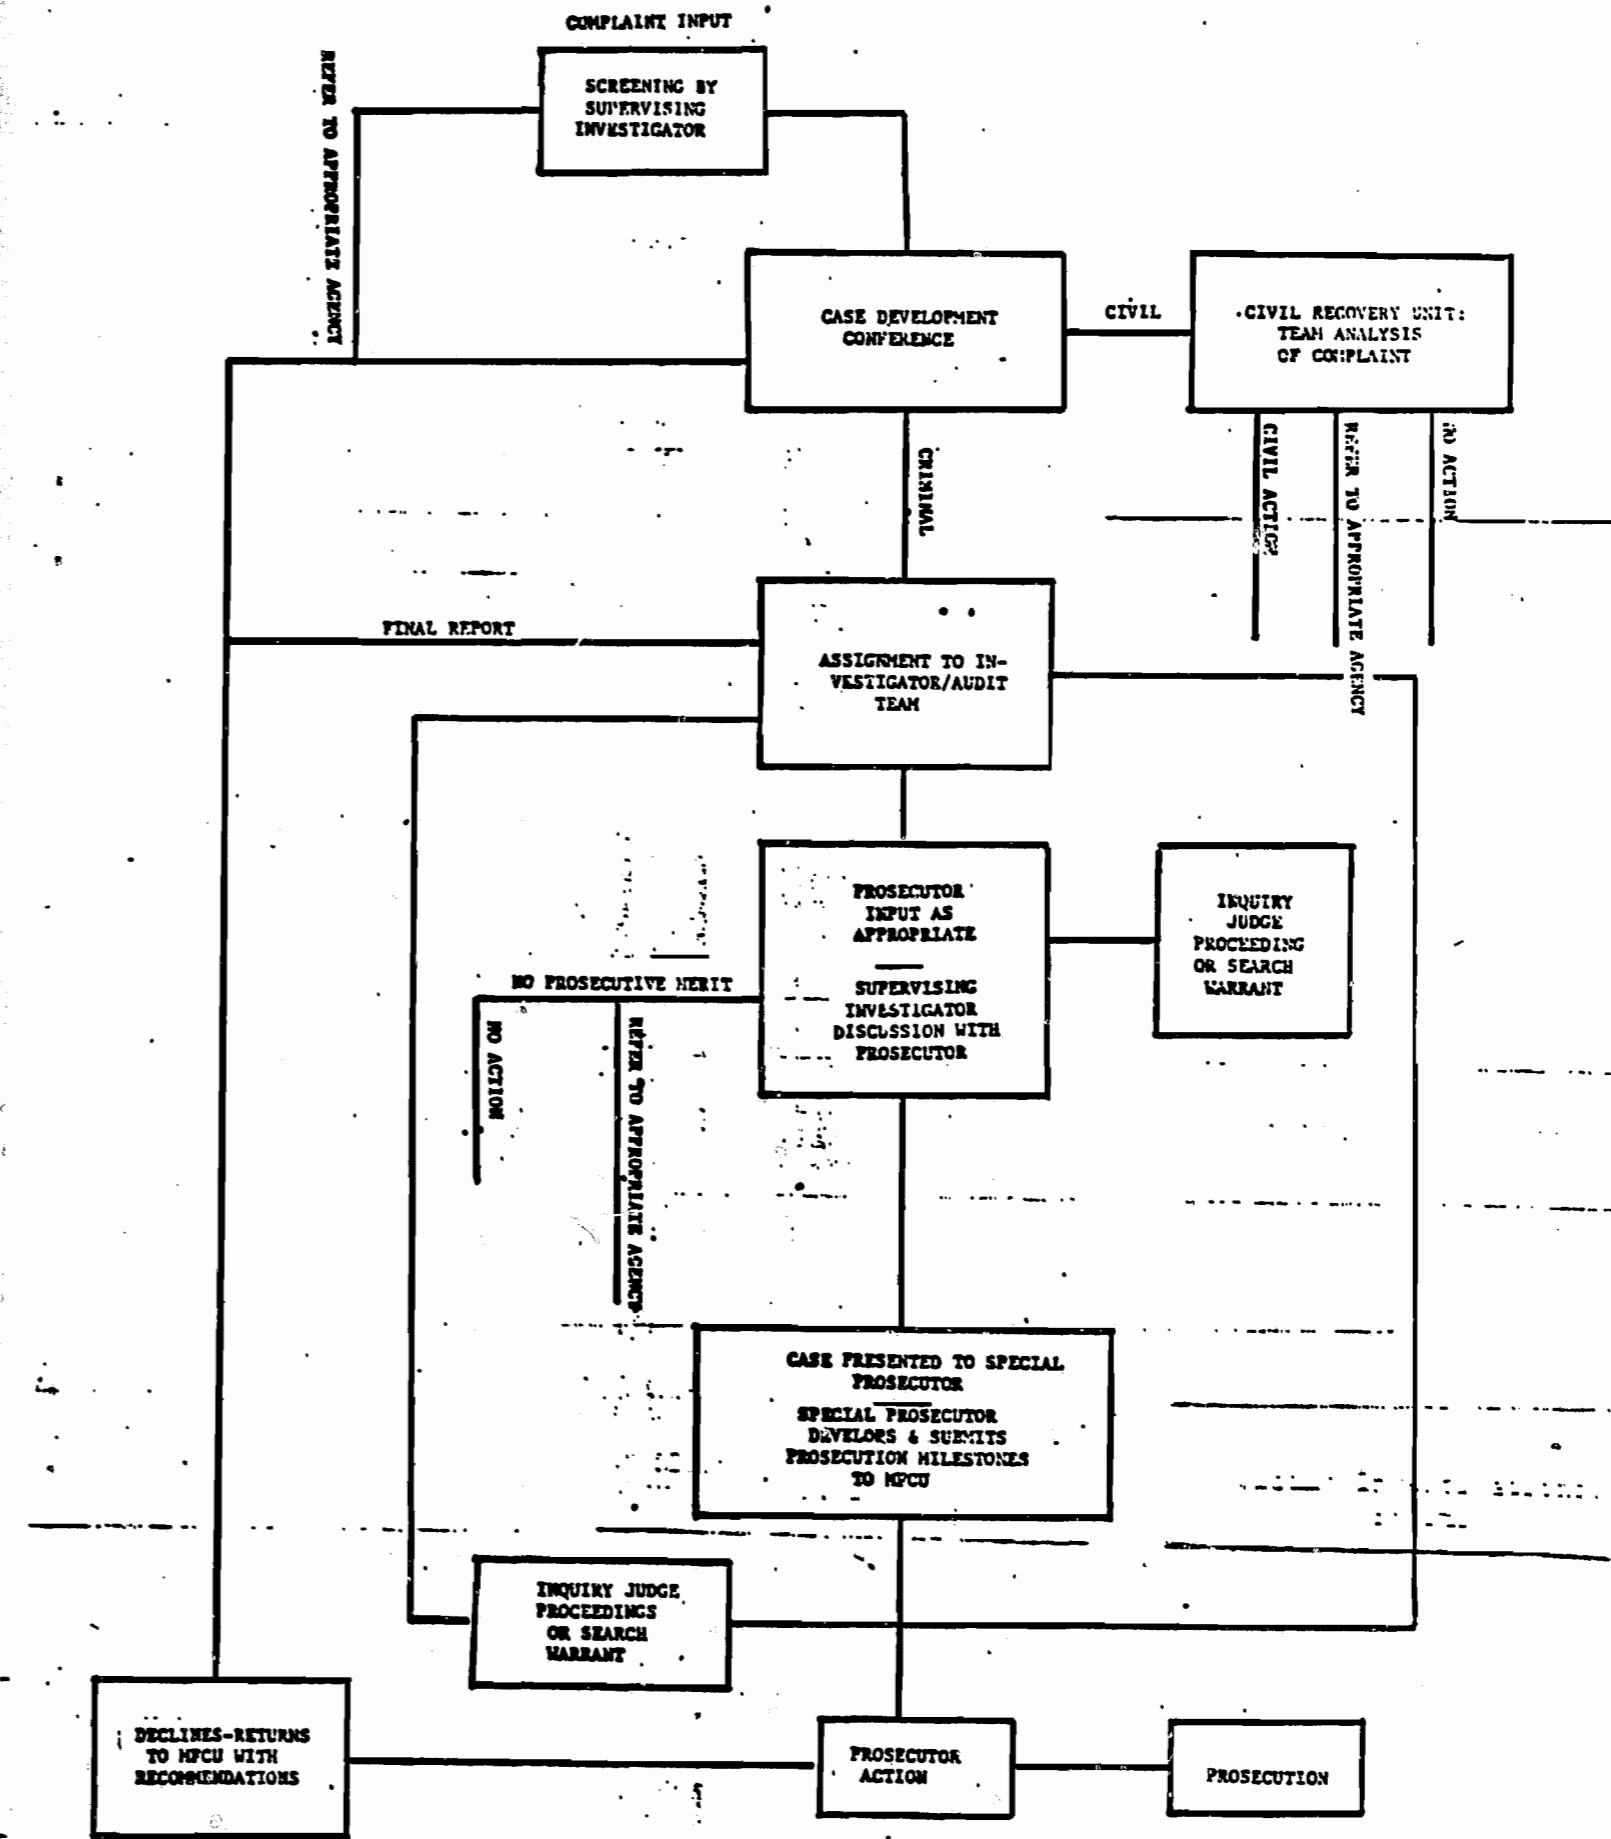 COMPLAINT INPUT
SCREENING BY
SUPERVISING
INVESTIGATOR
REFER TO APPROPRIATE AGENCY
CASE DEVELOPMENT
CONFERENCE
CIVIL
CIVIL RECOVERY UNIT:
TEAM ANALYSIS
OF COMPLAINT
CRIMINAL
CIVIL ACTION
REFER TO APPROPRIATE AGENCY
NO ACTION
FINAL REPORT
ASSIGNMENT TO IN-
VESTIGATOR/AUDIT
TEAM
PROSECUTOR
INPUT AS
APPROPRIATE
SUPERVISING
INVESTIGATOR
DISCUSSION WITH
PROSECUTOR
INQUIRY
JUDGE
PROCEEDING
OR SEARCH
WARRANT
NO PROSECUTIVE MERIT
NO ACTION
REFER TO APPROPRIATE AGENCY
CASE PRESENTED TO SPECIAL
PROSECUTOR
SPECIAL PROSECUTOR
DEVELOPS & SUBMITS
PROSECUTION MILESTONES
TO MFCU
INQUIRY JUDGE
PROCEEDINGS
OR SEARCH
WARRANT
DECLINES-RETURNS
TO MFCU WITH
RECOMMENDATIONS
PROSECUTOR
ACTION
PROSECUTION